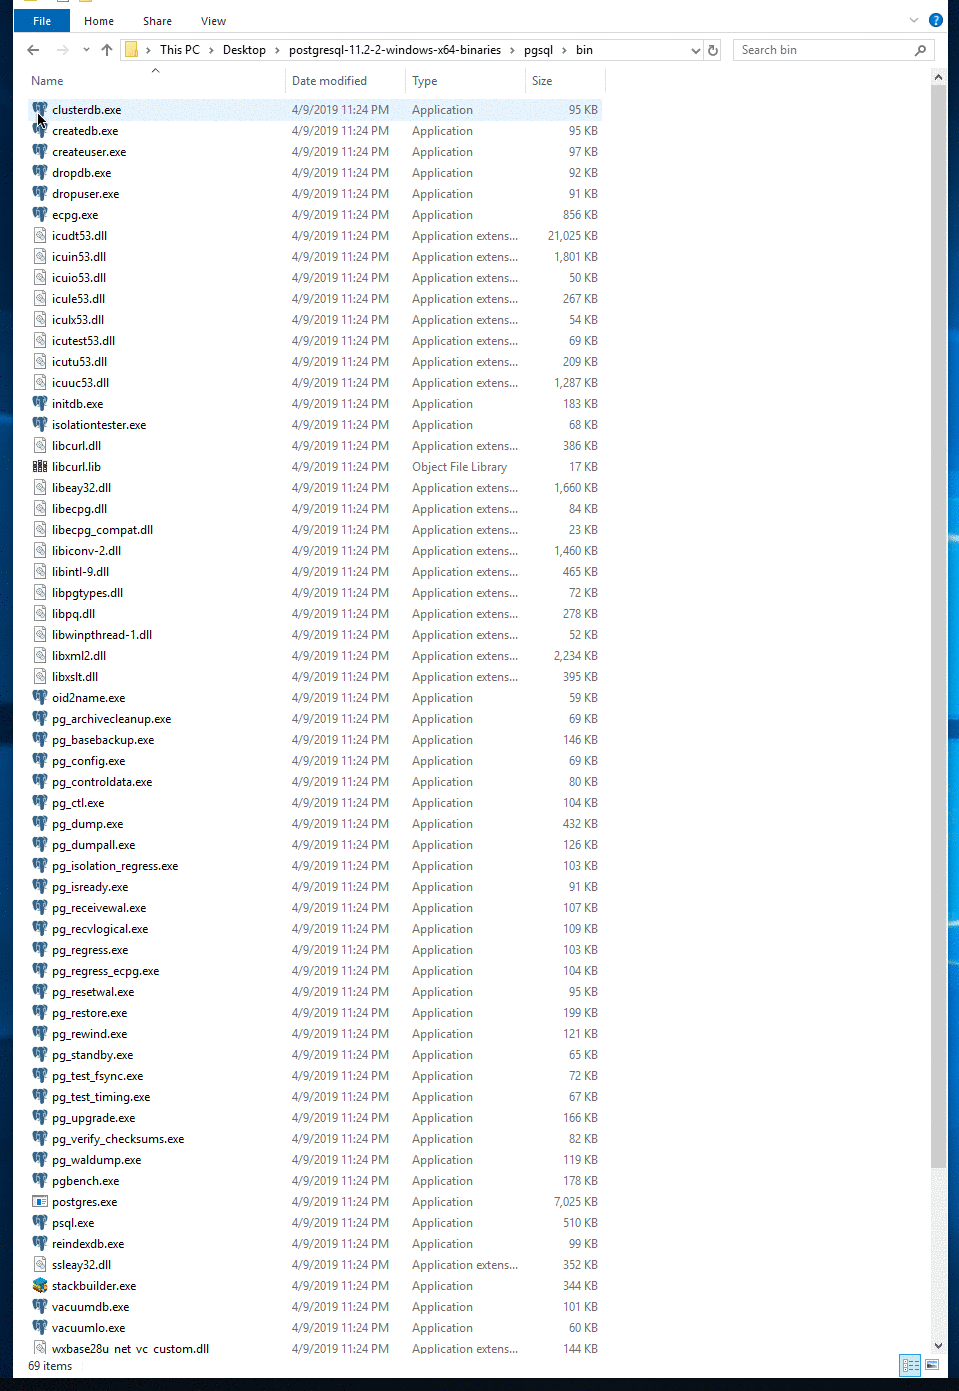 File Home Share View
This PC Desktop postgresql-11.2-2-windows-x64-binaries pgsql bin Search bin
Name Date modified Type Size
clusterdb.exe 4/9/2019 11:24 PM Application 95 KB
createdb.exe 4/9/2019 11:24 PM Application 95 KB
createuser.exe 4/9/2019 11:24 PM Application 97 KB
dropdb.exe 4/9/2019 11:24 PM Application 92 KB
dropuser.exe 4/9/2019 11:24 PM Application 91 KB
ecpg.exe 4/9/2019 11:24 PM Application 856 KB
icudt53.dll 4/9/2019 11:24 PM Application extens... 21,025 KB
icuin53.dll 4/9/2019 11:24 PM Application extens... 1,801 KB
icuio53.dll 4/9/2019 11:24 PM Application extens... 50 KB
icule53.dll 4/9/2019 11:24 PM Application extens... 267 KB
iculx53.dll 4/9/2019 11:24 PM Application extens... 54 KB
icutest53.dll 4/9/2019 11:24 PM Application extens... 69 KB
icutu53.dll 4/9/2019 11:24 PM Application extens... 209 KB
icuuc53.dll 4/9/2019 11:24 PM Application extens... 1,287 KB
initdb.exe 4/9/2019 11:24 PM Application 183 KB
isolationtester.exe 4/9/2019 11:24 PM Application 68 KB
libcurl.dll 4/9/2019 11:24 PM Application extens... 386 KB
libcurl.lib 4/9/2019 11:24 PM Object File Library 17 KB
libeay32.dll 4/9/2019 11:24 PM Application extens... 1,660 KB
libecpg.dll 4/9/2019 11:24 PM Application extens... 84 KB
libecpg_compat.dll 4/9/2019 11:24 PM Application extens... 23 KB
libiconv-2.dll 4/9/2019 11:24 PM Application extens... 1,460 KB
libintl-9.dll 4/9/2019 11:24 PM Application extens... 465 KB
libpgtypes.dll 4/9/2019 11:24 PM Application extens... 72 KB
libpq.dll 4/9/2019 11:24 PM Application extens... 278 KB
libwinpthread-1.dll 4/9/2019 11:24 PM Application extens... 52 KB
libxml2.dll 4/9/2019 11:24 PM Application extens... 2,234 KB
libxslt.dll 4/9/2019 11:24 PM Application extens... 395 KB
oid2name.exe 4/9/2019 11:24 PM Application 59 KB
pg_archivecleanup.exe 4/9/2019 11:24 PM Application 69 KB
pg_basebackup.exe 4/9/2019 11:24 PM Application 146 KB
pg_config.exe 4/9/2019 11:24 PM Application 69 KB
pg_controldata.exe 4/9/2019 11:24 PM Application 80 KB
pg_ctl.exe 4/9/2019 11:24 PM Application 104 KB
pg_dump.exe 4/9/2019 11:24 PM Application 432 KB
pg_dumpall.exe 4/9/2019 11:24 PM Application 126 KB
pg_isolation_regress.exe 4/9/2019 11:24 PM Application 103 KB
pg_isready.exe 4/9/2019 11:24 PM Application 91 KB
pg_receivewal.exe 4/9/2019 11:24 PM Application 107 KB
pg_recvlogical.exe 4/9/2019 11:24 PM Application 109 KB
pg_regress.exe 4/9/2019 11:24 PM Application 103 KB
pg_regress_ecpg.exe 4/9/2019 11:24 PM Application 104 KB
pg_resetwal.exe 4/9/2019 11:24 PM Application 95 KB
pg_restore.exe 4/9/2019 11:24 PM Application 199 KB
pg_rewind.exe 4/9/2019 11:24 PM Application 121 KB
pg_standby.exe 4/9/2019 11:24 PM Application 65 KB
pg_test_fsync.exe 4/9/2019 11:24 PM Application 72 KB
pg_test_timing.exe 4/9/2019 11:24 PM Application 67 KB
pg_upgrade.exe 4/9/2019 11:24 PM Application 166 KB
pg_verify_checksums.exe 4/9/2019 11:24 PM Application 82 KB
pg_waldump.exe 4/9/2019 11:24 PM Application 119 KB
pgbench.exe 4/9/2019 11:24 PM Application 178 KB
postgres.exe 4/9/2019 11:24 PM Application 7,025 KB
psql.exe 4/9/2019 11:24 PM Application 510 KB
reindexdb.exe 4/9/2019 11:24 PM Application 99 KB
ssleay32.dll 4/9/2019 11:24 PM Application extens... 352 KB
stackbuilder.exe 4/9/2019 11:24 PM Application 344 KB
vacuumdb.exe 4/9/2019 11:24 PM Application 101 KB
vacuumlo.exe 4/9/2019 11:24 PM Application 60 KB
wxbase28u_net_vc_custom.dll 4/9/2019 11:24 PM Application extens... 144 KB
69 items